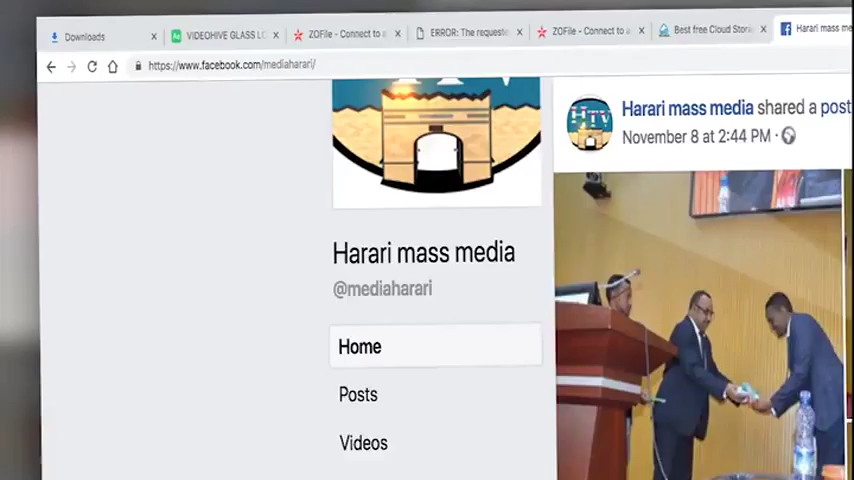 Downloads
VIDEOHIVE GLASS LO
ZOFile - Connect to a
ERROR: The requeste
ZOFile - Connect to a
Best free Cloud Stora
Harari mass me
https://www.facebook.com/mediaharari/
HTV
Harari mass media shared a post
November 8 at 2:44 PM
Harari mass media
@mediaharari
Home
Posts
Videos